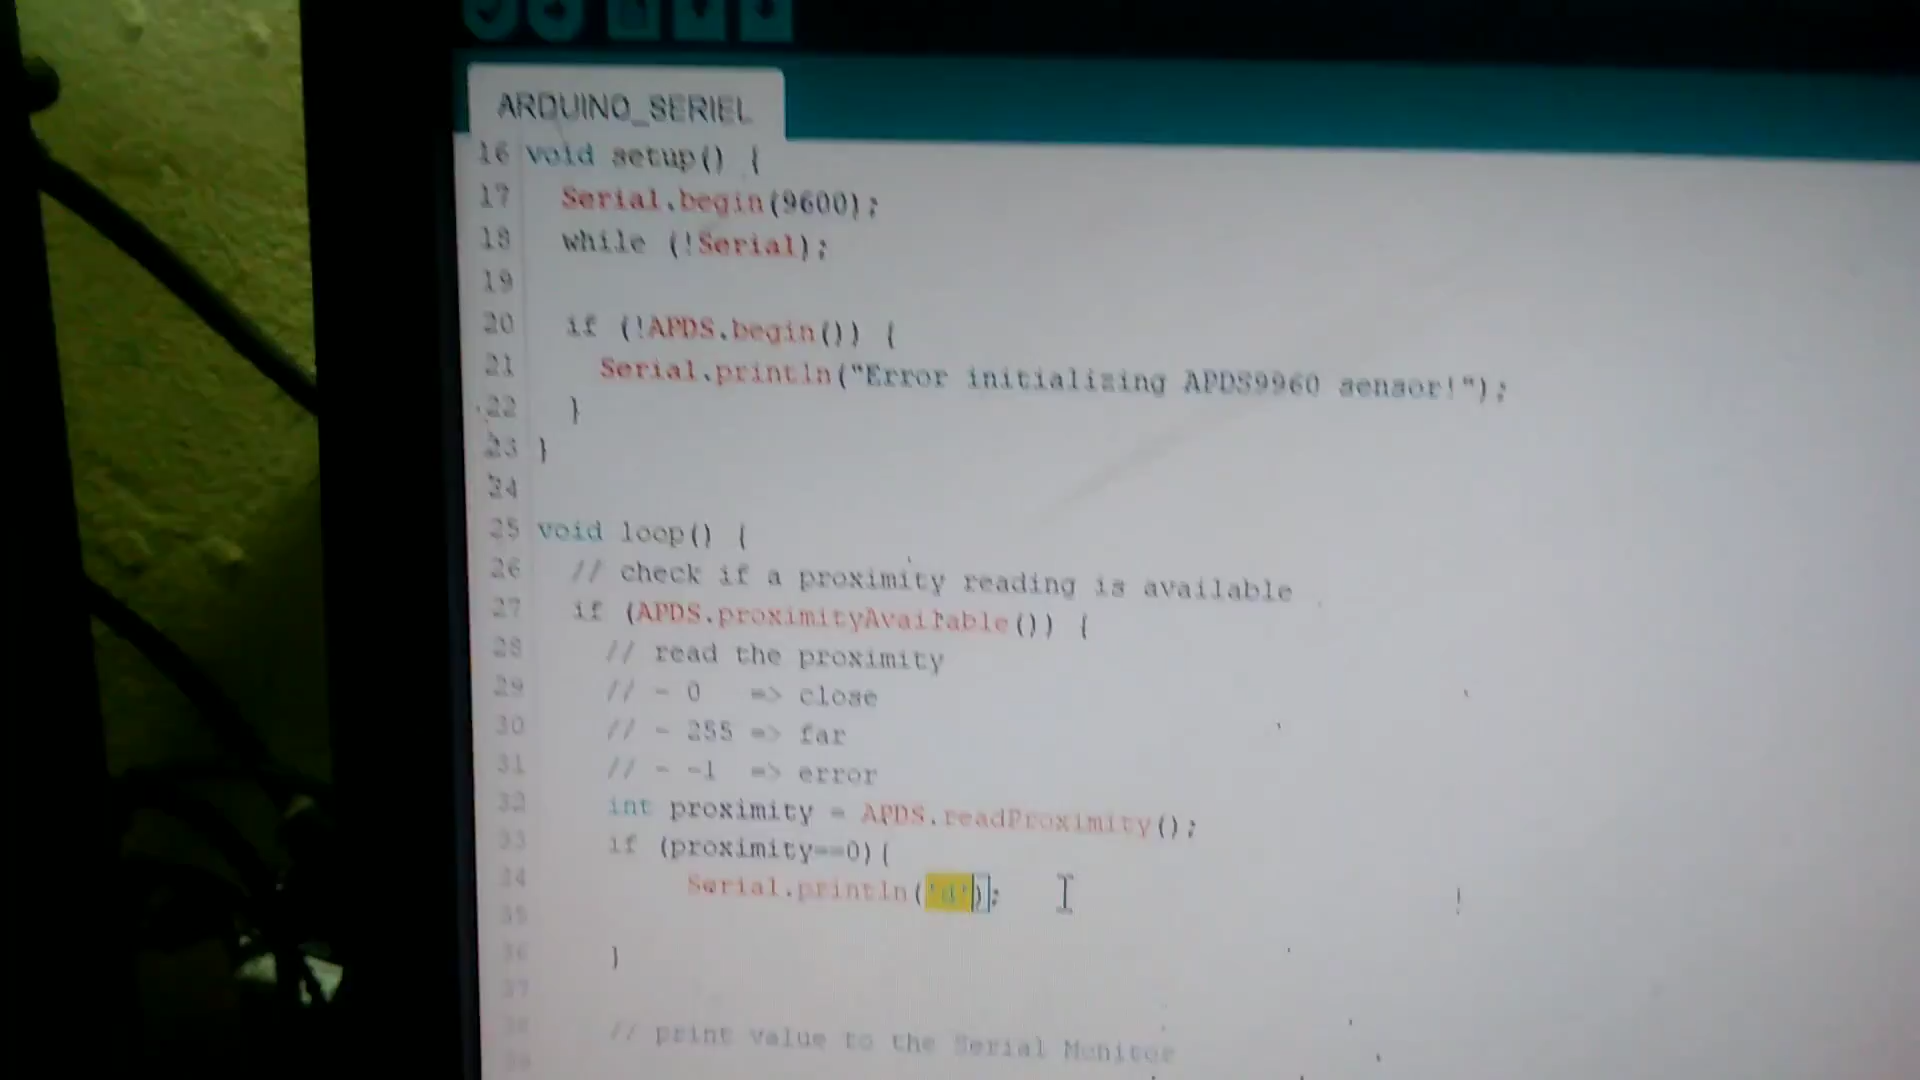 ARDUINO_SERIEL
16 void setup() {
17 Serial.begin(9600);
18 while (!Serial);
19
20 if (!APDS.begin()) {
21 Serial.println("Error initializing APDS9960 sensor!");
22 }
23 }
24
25 void loop() {
26 // check if a proximity reading is available
27 if (APDS.proximityAvailable()) {
28 // read the proximity
29 // - 0 => close
30 // - 255 => far
31 // - -1 => error
32 int proximity = APDS.readProximity();
33 if (proximity==0){
34 Serial.println('d');
35
36 }
37
38 // print value to the Serial Monitor
39